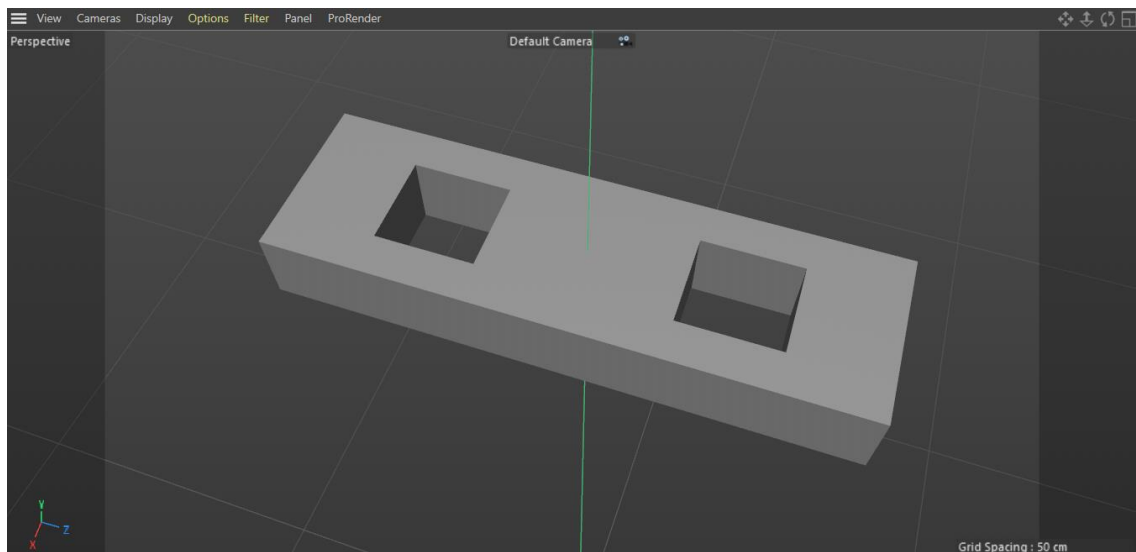 View Cameras Display Options Filter Panel ProRender
Perspective
Default Camera
Y
Z
X
Grid Spacing : 50 cm